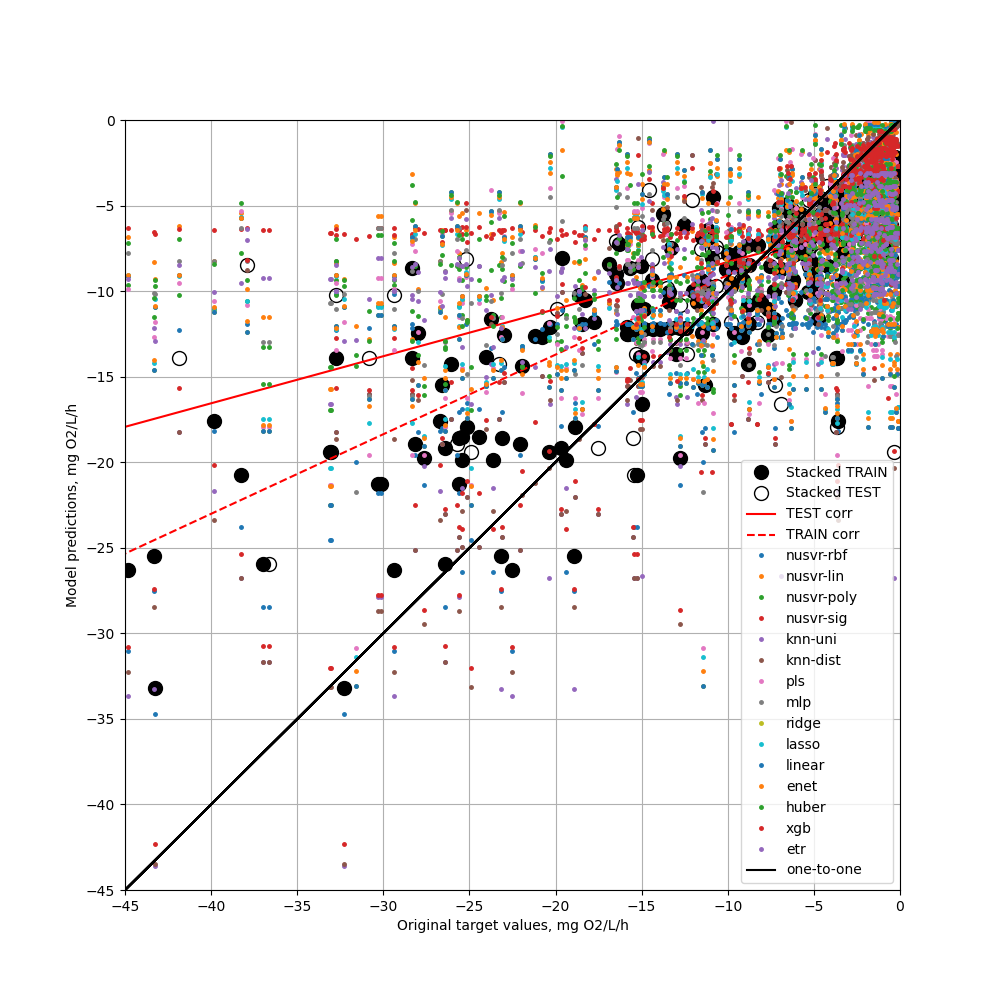 0
−5
−10
−15
−20
−25
−30
−35
−40
−45
−45
−40
−35
−30
−25
−20
−15
−10
−5
0
Model predictions, mg O2/L/h
Original target values, mg O2/L/h
Stacked TRAIN
Stacked TEST
TEST corr
TRAIN corr
nusvr-rbf
nusvr-lin
nusvr-poly
nusvr-sig
knn-uni
knn-dist
pls
mlp
ridge
lasso
linear
enet
huber
xgb
etr
one-to-one